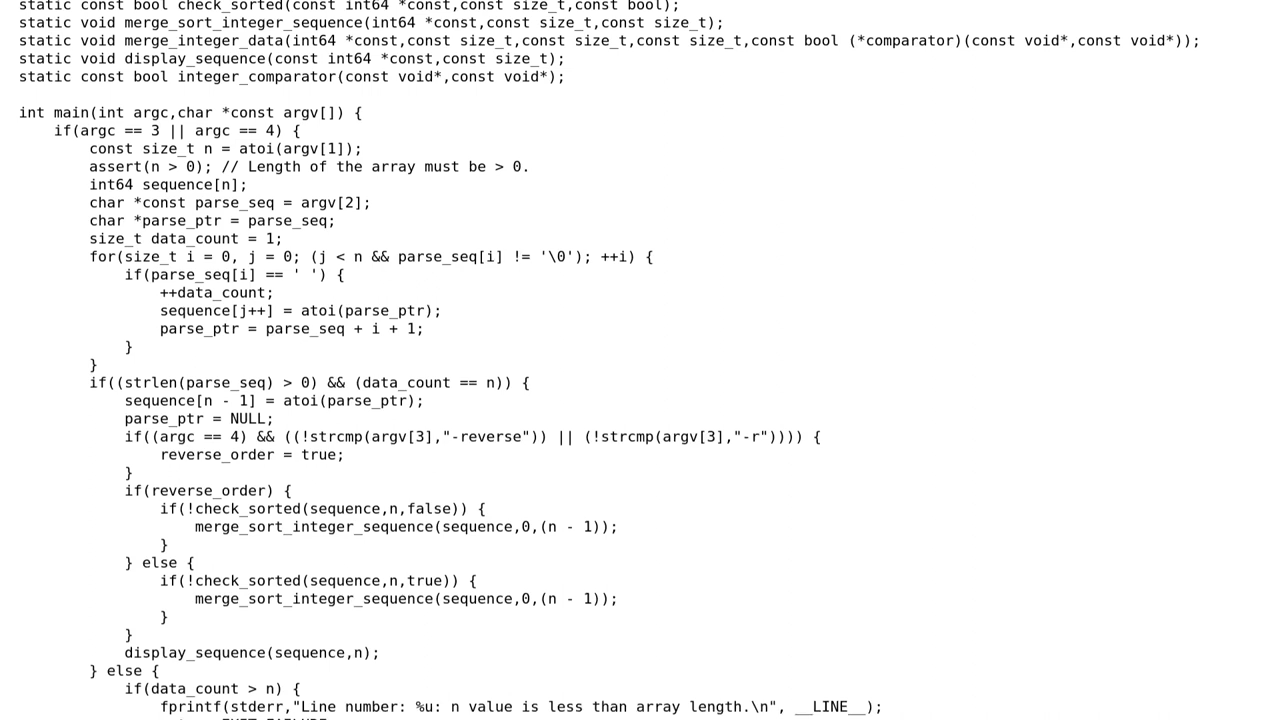 static const bool check_sorted(const int64 *const,const size_t,const bool);
static void merge_sort_integer_sequence(int64 *const,const size_t,const size_t);
static void merge_integer_data(int64 *const,const size_t,const size_t,const size_t,const bool (*comparator)(const void*,const void*));
static void display_sequence(const int64 *const,const size_t);
static const bool integer_comparator(const void*,const void*);

int main(int argc,char *const argv[]) {
    if(argc == 3 || argc == 4) {
        const size_t n = atoi(argv[1]);
        assert(n > 0); // Length of the array must be > 0.
        int64 sequence[n];
        char *const parse_seq = argv[2];
        char *parse_ptr = parse_seq;
        size_t data_count = 1;
        for(size_t i = 0, j = 0; (j < n && parse_seq[i] != '\0'); ++i) {
            if(parse_seq[i] == ' ') {
                ++data_count;
                sequence[j++] = atoi(parse_ptr);
                parse_ptr = parse_seq + i + 1;
            }
        }
        if((strlen(parse_seq) > 0) && (data_count == n)) {
            sequence[n - 1] = atoi(parse_ptr);
            parse_ptr = NULL;
            if((argc == 4) && ((!strcmp(argv[3],"-reverse")) || (!strcmp(argv[3],"-r")))) {
                reverse_order = true;
            }
            if(reverse_order) {
                if(!check_sorted(sequence,n,false)) {
                    merge_sort_integer_sequence(sequence,0,(n - 1));
                }
            } else {
                if(!check_sorted(sequence,n,true)) {
                    merge_sort_integer_sequence(sequence,0,(n - 1));
                }
            }
            display_sequence(sequence,n);
        } else {
            if(data_count > n) {
                fprintf(stderr,"Line number: %u: n value is less than array length.\n", __LINE__);